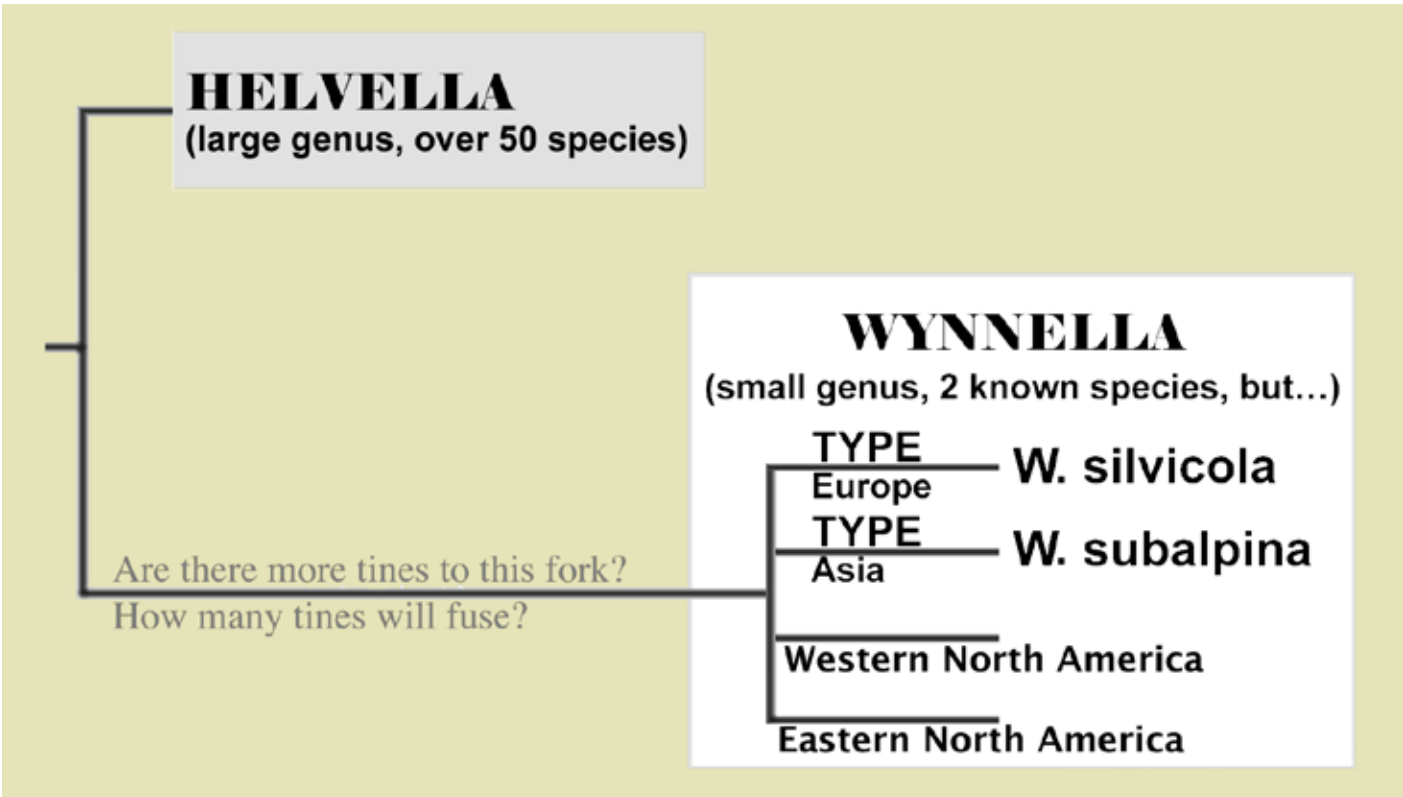 HELVELLA
(large genus, over 50 species)
WYNNELLA
(small genus, 2 known species, but...)
TYPE
W. silvicola
Europe
TYPE
W. subalpina
Asia
Are there more tines to this fork?
How many tines will fuse?
Western North America
Eastern North America